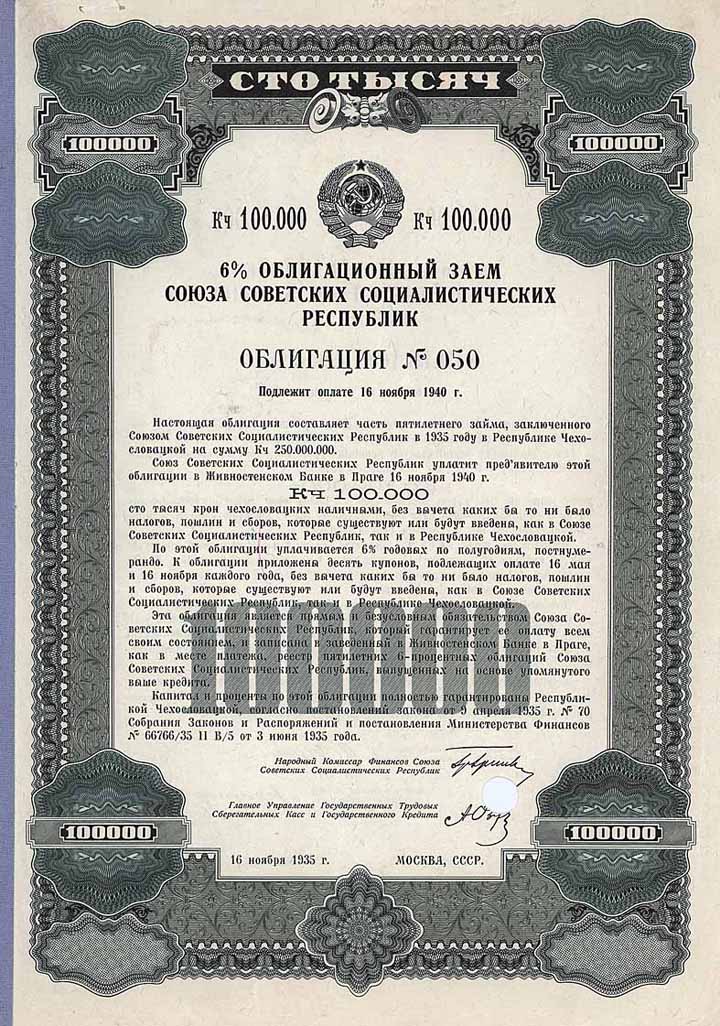 СТО ТЫСЯЧ
100000 100000
Кч 100.000 Кч 100.000
6% ОБЛИГАЦИОННЫЙ ЗАЕМ
СОЮЗА СОВЕТСКИХ СОЦИАЛИСТИЧЕСКИХ
РЕСПУБЛИК
ОБЛИГАЦИЯ № 050
Подлежит оплате 16 ноября 1940 г.
Настоящая облигация составляет часть пятилетнего займа, заключенного
Союзом Советских Социалистических Республик в 1935 году в Республике Чехо-
словацкой на сумму Кч 250.000.000.
Союз Советских Социалистических Республик уплатит пред'явителю этой
облигации в Живностенском Банке в Праге 16 ноября 1940 г.
Кч 100.000
сто тысяч крон чехословацких наличными, без вычета каких бы то ни было
налогов, пошлин и сборов, которые существуют или будут введены, как в Союзе
Советских Социалистических Республик, так и в Республике Чехословацкой.
По этой облигации уплачивается 6% годовых по полугодиям, постнуме-
рандо. К облигации приложены десять купонов, подлежащих оплате 16 мая
и 16 ноября каждого года, без вычета каких бы то ни было налогов, пошлин
и сборов, которые существуют или будут введены, как в Союзе Советских
Социалистических Республик, так и в Республике Чехословацкой.
Эта облигация является прямым и безусловным обязательством Союза Со-
ветских Социалистических Республик, который гарантирует ее оплату всем
своим состоянием, и записана в заведенный в Живностенском Банке в Праге,
как в месте платежа, реестр пятилетних 6-процентных облигаций Союза
Советских Социалистических Республик, выпущенных на основе упомянутого
выше кредита.
Капитал и проценты по этой облигации полностью гарантированы Республи-
кой Чехословацкой, согласно постановлений закона от 9 апреля 1935 г. № 70
Собрания Законов и Распоряжений и постановления Министерства Финансов
№ 66766/35 II В/5 от 3 июня 1935 года.
Народный Комиссар Финансов Союза
Советских Социалистических Республик
Главное Управление Государственных Трудовых
Сберегательных Касс и Государственного Кредита
100000 100000
16 ноября 1935 г. МОСКВА, СССР.